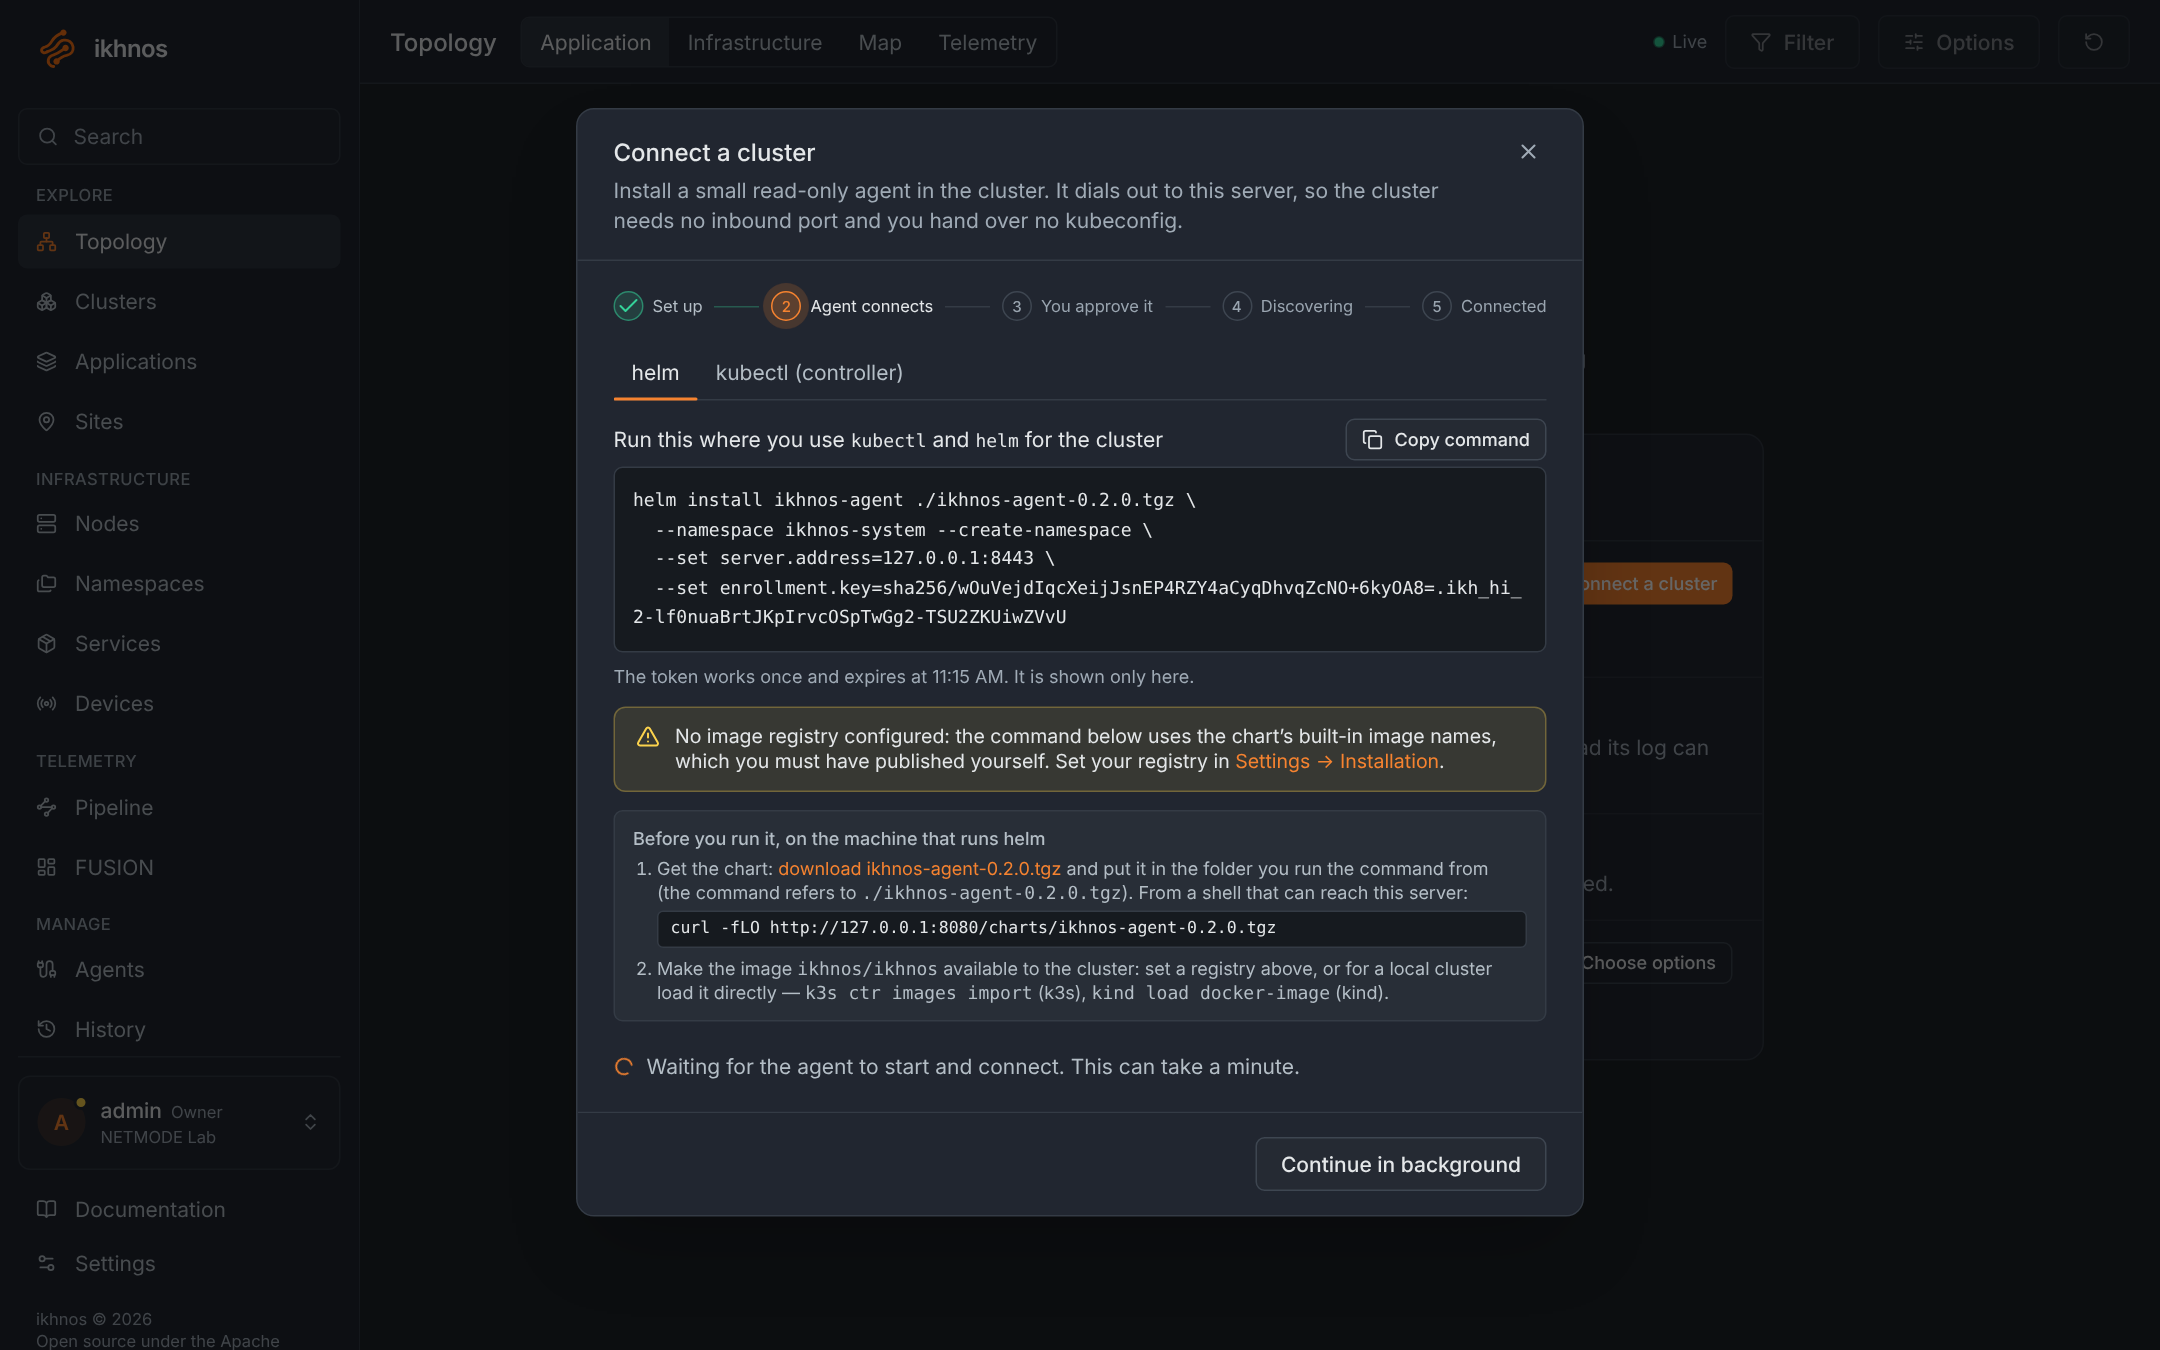 ikhnos
Search
EXPLORE
Topology
Clusters
Applications
Sites
INFRASTRUCTURE
Nodes
Namespaces
Services
Devices
TELEMETRY
Pipeline
FUSION
MANAGE
Agents
History
A
admin Owner
NETMODE Lab
Documentation
Settings
ikhnos © 2026
Open source under the Apache
Topology
Application
Infrastructure
Map
Telemetry
Live
Filter
Options
Connect a cluster
Install a small read-only agent in the cluster. It dials out to this server, so the cluster
needs no inbound port and you hand over no kubeconfig.
Set up
2 Agent connects
3 You approve it
4 Discovering
5 Connected
helm
kubectl (controller)
Run this where you use kubectl and helm for the cluster
Copy command
helm install ikhnos-agent ./ikhnos-agent-0.2.0.tgz \
--namespace ikhnos-system --create-namespace \
--set server.address=127.0.0.1:8443 \
--set enrollment.key=sha256/wOuVejdIqcXeijJsnEP4RZY4aCyqDhvqZcNO+6kyOA8=.ikh_hi_
2-lf0nuaBrtJKpIrvcOSpTwGg2-TSU2ZKUiwZVvU
The token works once and expires at 11:15 AM. It is shown only here.
No image registry configured: the command below uses the chart’s built-in image names,
which you must have published yourself. Set your registry in Settings → Installation.
Before you run it, on the machine that runs helm
1. Get the chart: download ikhnos-agent-0.2.0.tgz and put it in the folder you run the command from
(the command refers to ./ikhnos-agent-0.2.0.tgz). From a shell that can reach this server:
curl -fLO http://127.0.0.1:8080/charts/ikhnos-agent-0.2.0.tgz
2. Make the image ikhnos/ikhnos available to the cluster: set a registry above, or for a local cluster
load it directly — k3s ctr images import (k3s), kind load docker-image (kind).
Waiting for the agent to start and connect. This can take a minute.
Continue in background
onnect a cluster
ad its log can
ed.
Choose options